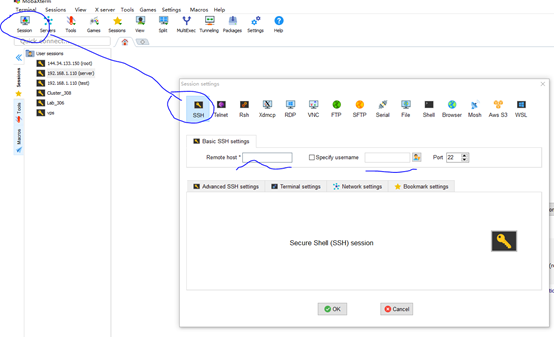 MobaXterm
Terminal Sessions View X server Tools Games Settings Macros Help
Session Servers Tools Games Sessions View Split MultiExec Tunneling Packages Settings Help
Quick connect...
User sessions
144.34.133.150 (root)
192.168.1.110 (server)
192.168.1.110 (test)
Cluster_308
Lab_306
vps
Sessions
Tools
Macros
Session settings
SSH Telnet Rsh Xdmcp RDP VNC FTP SFTP Serial File Shell Browser Mosh Aws S3 WSL
Basic SSH settings
Remote host * Specify username Port 22
Advanced SSH settings Terminal settings Network settings Bookmark settings
Secure Shell (SSH) session
OK Cancel